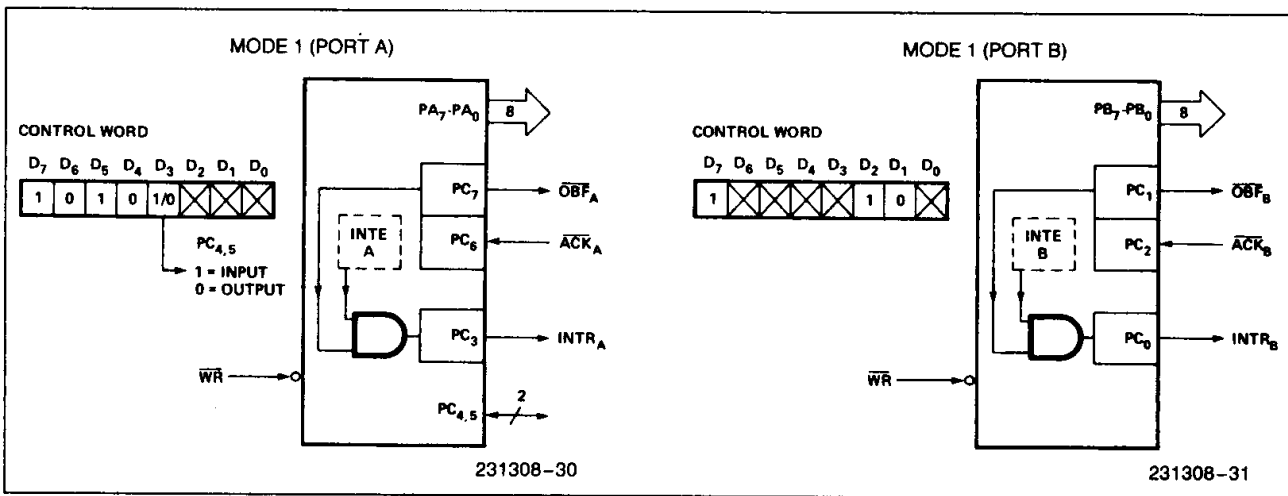 MODE 1 (PORT A)
PA7-PA0
8
CONTROL WORD
D7 D6 D5 D4 D3 D2 D1 D0
1 0 1 0 1/0
PC4,5
1 = INPUT
0 = OUTPUT
PC7
OBFA
INTE
A
PC6
ACKA
PC3
INTRA
WR
PC4,5
2
231308-30
MODE 1 (PORT B)
PB7-PB0
8
CONTROL WORD
D7 D6 D5 D4 D3 D2 D1 D0
1 1 0
PC1
OBFB
INTE
B
PC2
ACKB
PC0
INTRB
WR
231308-31